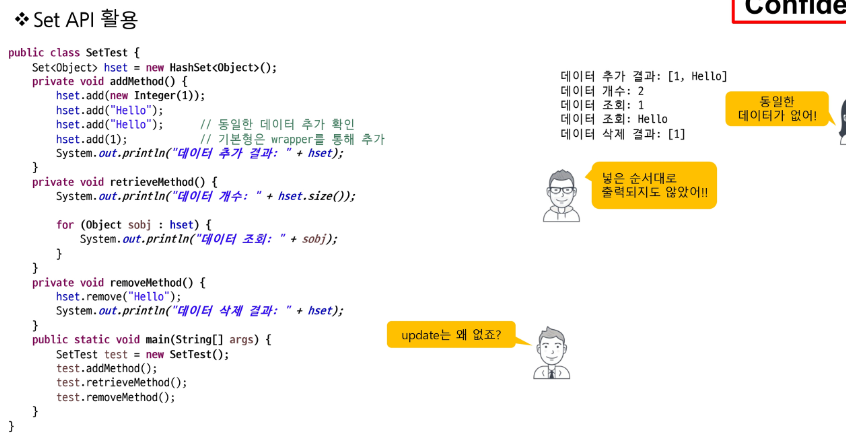 ❖ Set API 활용
Confide
public class SetTest {
    Set<Object> hset = new HashSet<Object>();
    private void addMethod() {
        hset.add(new Integer(1));
        hset.add("Hello");
        hset.add("Hello");      // 동일한 데이터 추가 확인
        hset.add(1);            // 기본형은 wrapper를 통해 추가
        System.out.println("데이터 추가 결과: " + hset);
    }
    private void retrieveMethod() {
        System.out.println("데이터 개수: " + hset.size());

        for (Object sobj : hset) {
            System.out.println("데이터 조회: " + sobj);
        }
    }
    private void removeMethod() {
        hset.remove("Hello");
        System.out.println("데이터 삭제 결과: " + hset);
    }
    public static void main(String[] args) {
        SetTest test = new SetTest();
        test.addMethod();
        test.retrieveMethod();
        test.removeMethod();
    }
}
데이터 추가 결과: [1, Hello]
데이터 개수: 2
데이터 조회: 1
데이터 조회: Hello
데이터 삭제 결과: [1]
동일한
데이터가 없어!
넣은 순서대로
출력되지도 않았어!!
update는 왜 없죠?